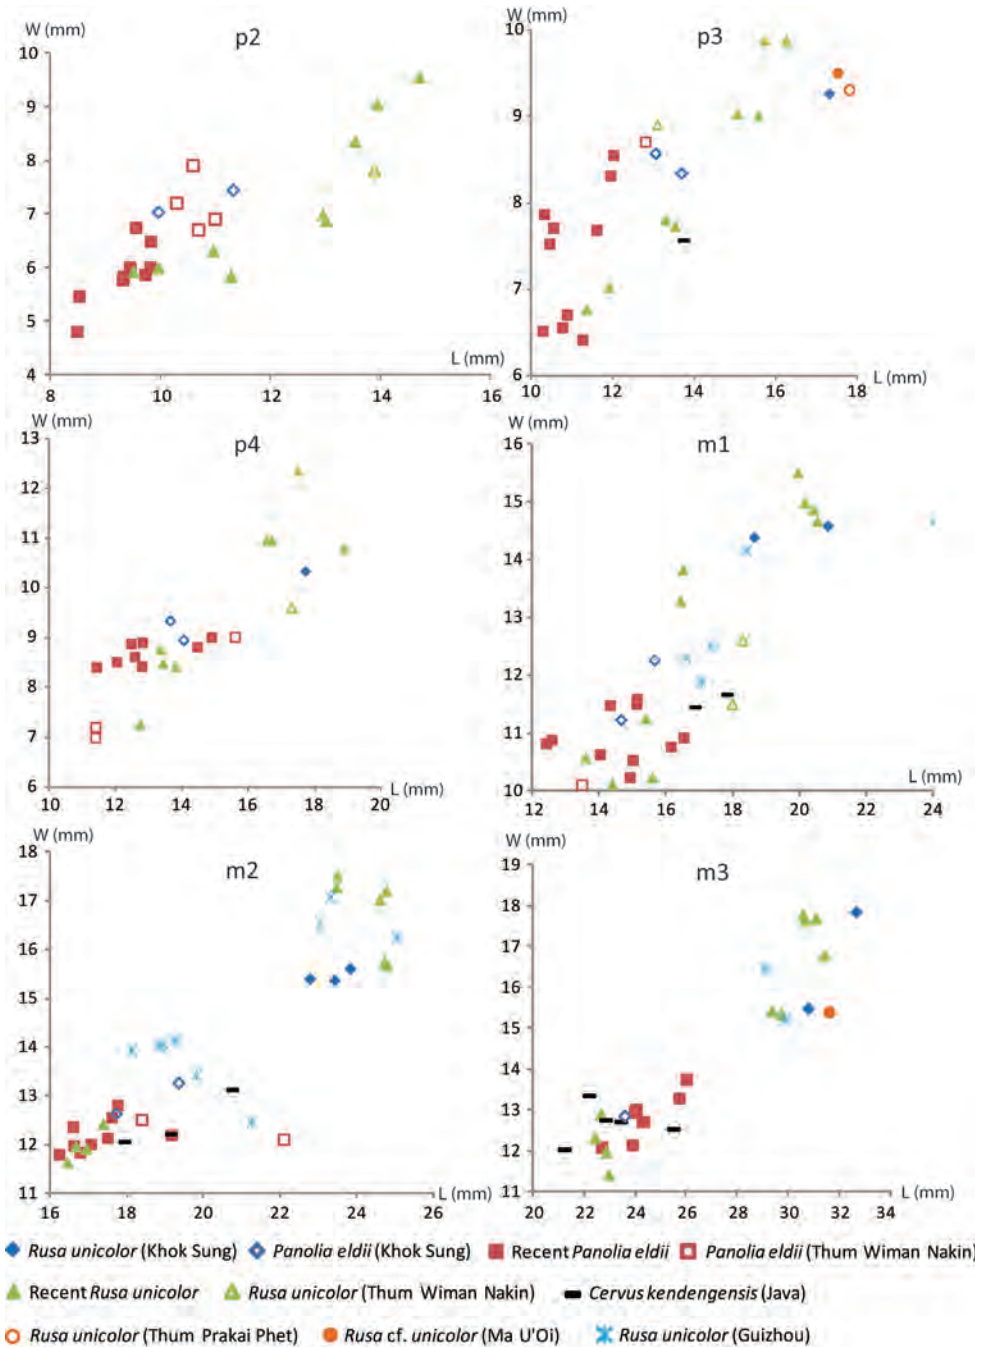 W (mm)
p2
10
9
8
7
6
5
4
L (mm)
8 10 12 14 16
W (mm)
p3
10
9
8
7
6
L (mm)
10 12 14 16 18
W (mm)
p4
13
12
11
10
9
8
7
6
L (mm)
10 12 14 16 18 20
W (mm)
m1
16
15
14
13
12
11
10
L (mm)
12 14 16 18 20 22 24
W (mm)
m2
18
17
16
15
14
13
12
11
L (mm)
16 18 20 22 24 26
W (mm)
m3
19
18
17
16
15
14
13
12
11
L (mm)
20 22 24 26 28 30 32 34
Rusa unicolor (Khok Sung) Panolia eldii (Khok Sung) Recent Panolia eldii Panolia eldii (Thum Wiman Nakin)
Recent Rusa unicolor Rusa unicolor (Thum Wiman Nakin) Cervus kendengensis (Java)
Rusa unicolor (Thum Prakai Phet) Rusa cf. unicolor (Ma U'Oi) Rusa unicolor (Guizhou)